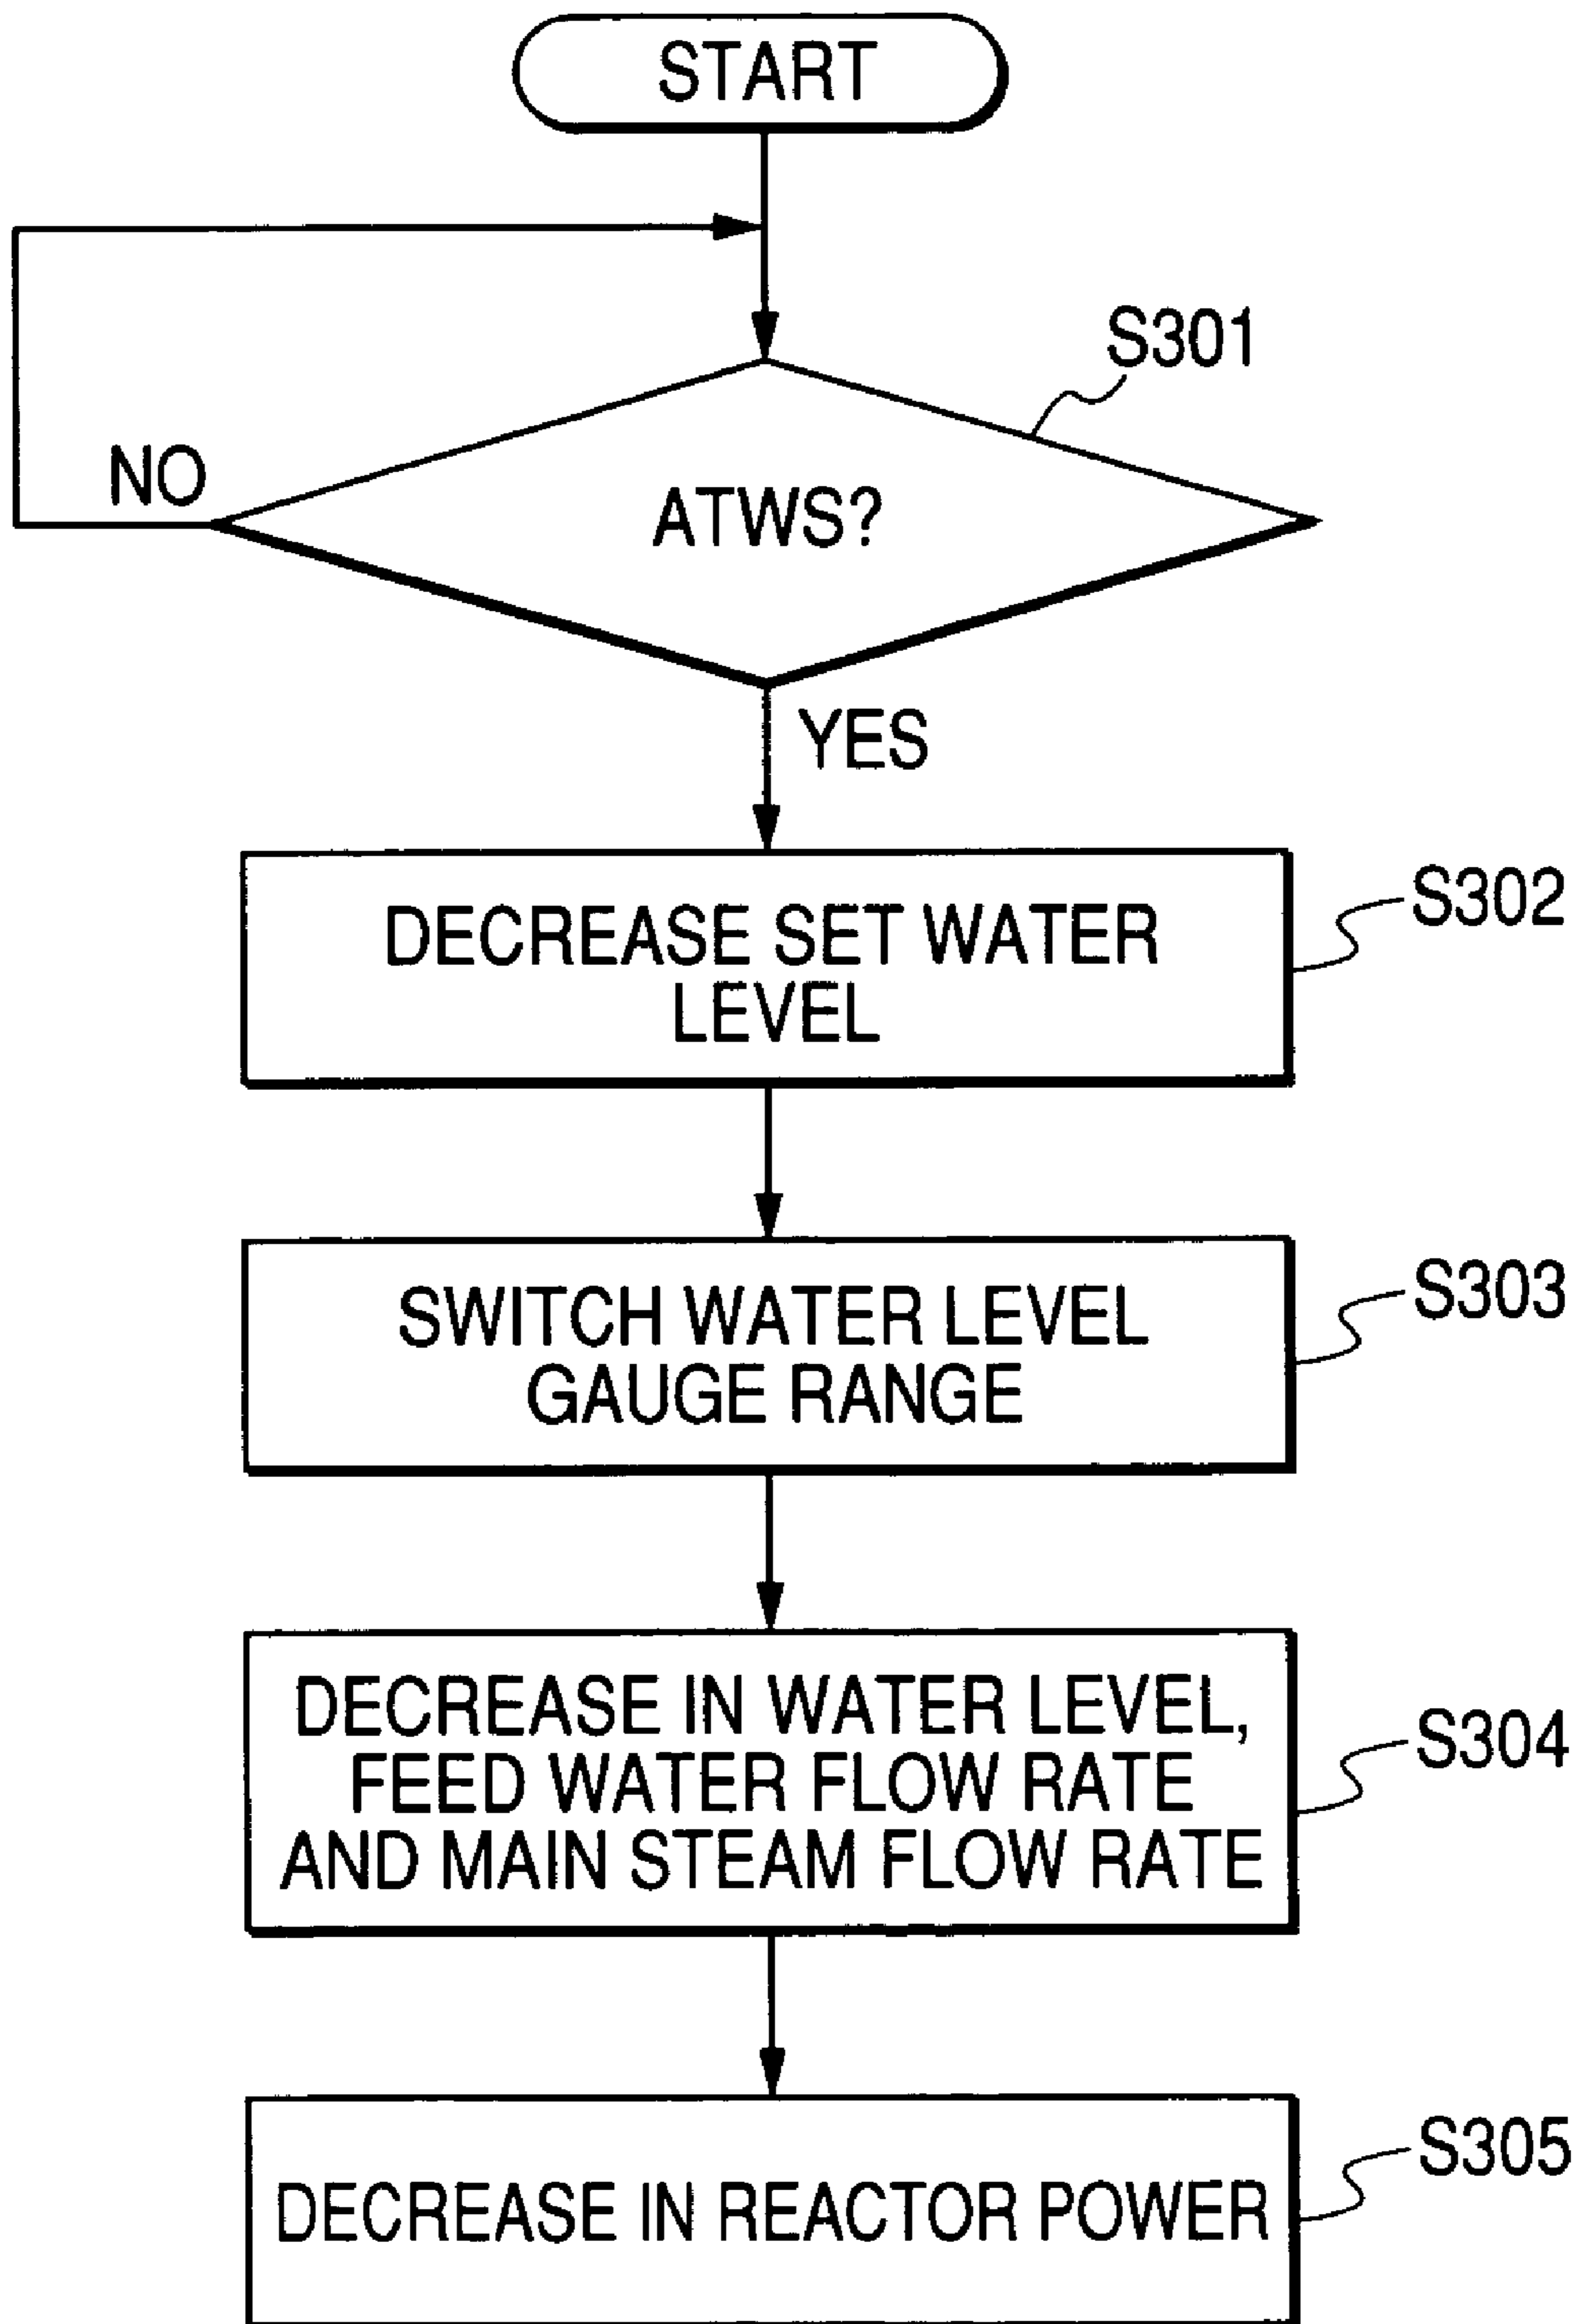 START
S301
NO
ATWS?
YES
DECREASE SET WATER
LEVEL
S302
SWITCH WATER LEVEL
GAUGE RANGE
S303
DECREASE IN WATER LEVEL,
FEED WATER FLOW RATE
AND MAIN STEAM FLOW RATE
S304
DECREASE IN REACTOR POWER
S305